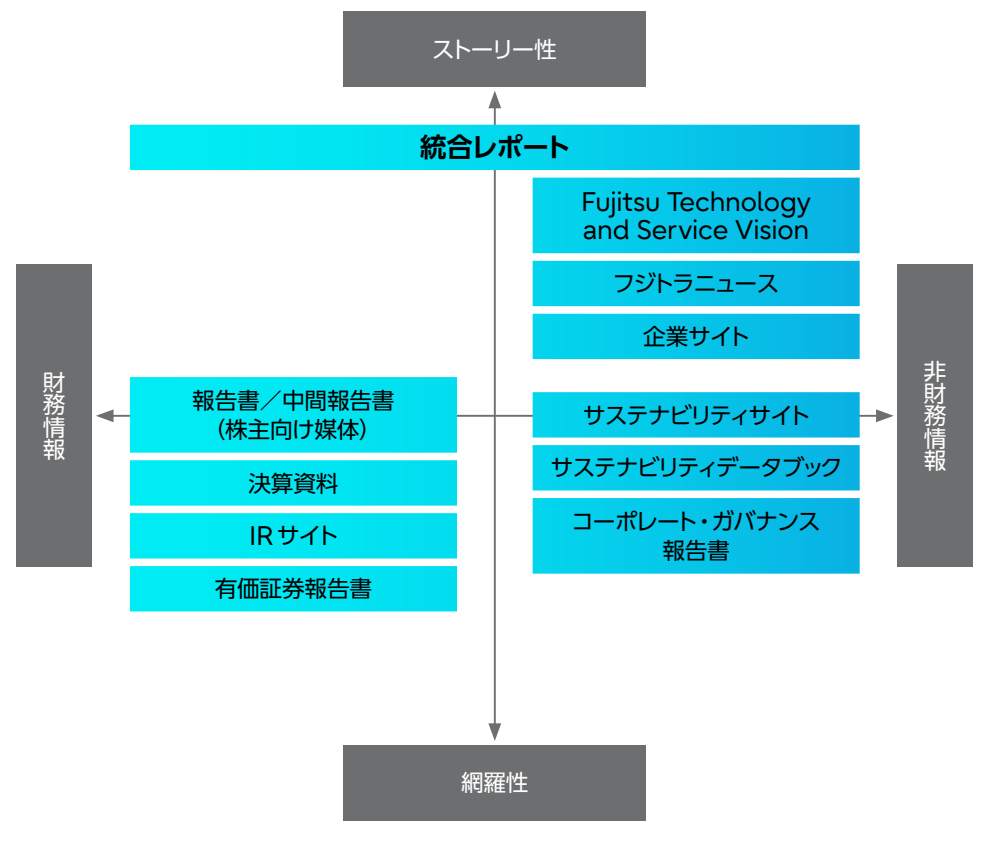 ストーリー性
統合レポート
Fujitsu Technology
and Service Vision
フジトラニュース
企業サイト
財務情報
非財務情報
報告書／中間報告書
（株主向け媒体）
決算資料
IRサイト
有価証券報告書
サステナビリティサイト
サステナビリティデータブック
コーポレート・ガバナンス
報告書
網羅性